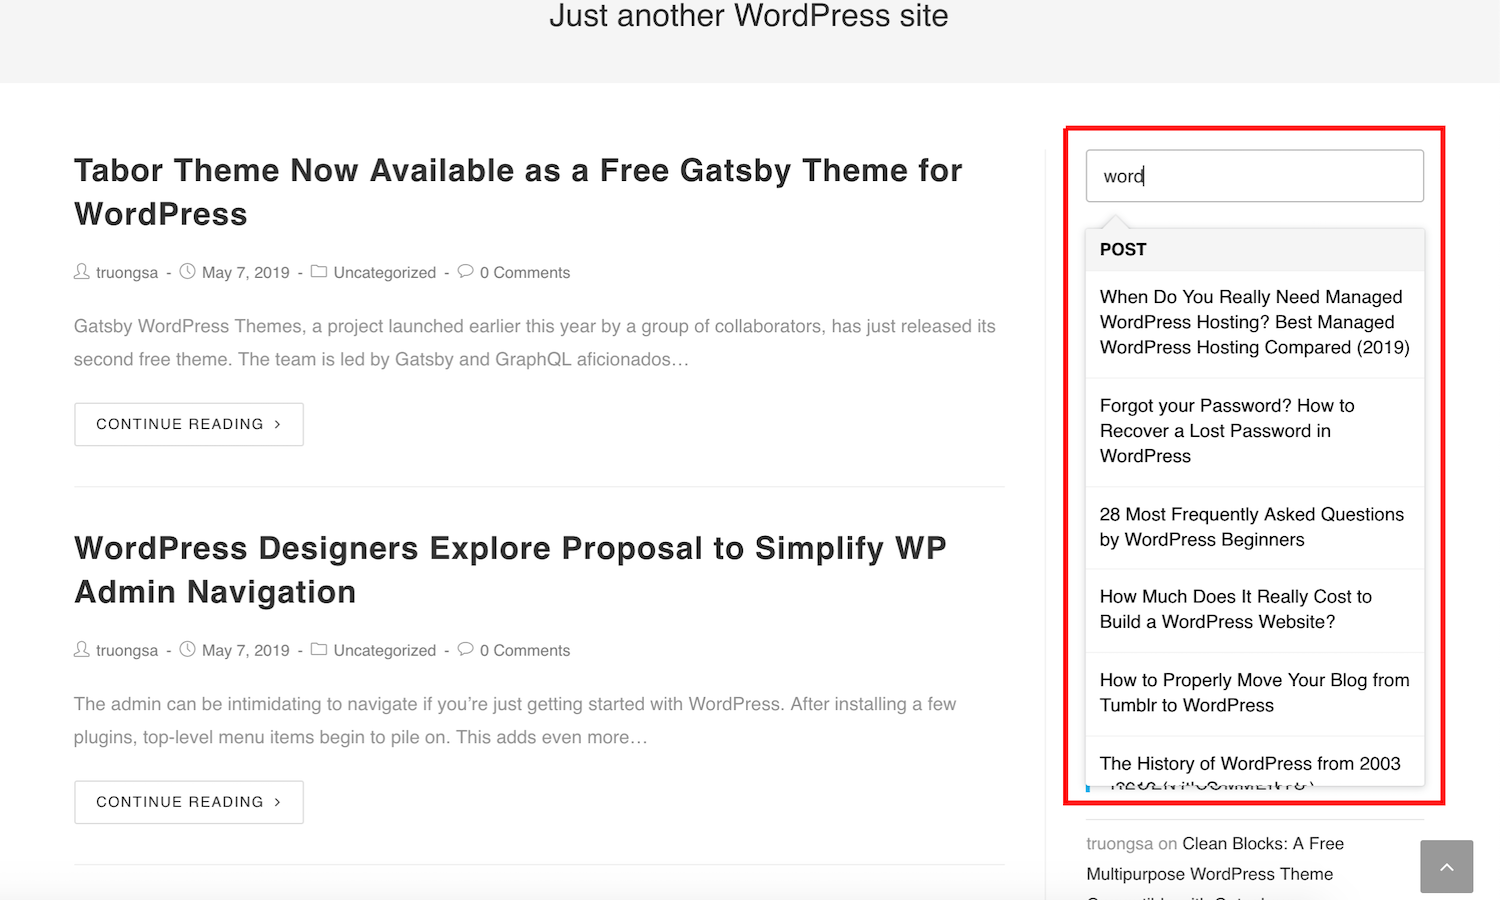 Just another WordPress site
Tabor Theme Now Available as a Free Gatsby Theme for
WordPress
truongsa - May 7, 2019 - Uncategorized - 0 Comments
Gatsby WordPress Themes, a project launched earlier this year by a group of collaborators, has just released its
second free theme. The team is led by Gatsby and GraphQL aficionados…
CONTINUE READING >
WordPress Designers Explore Proposal to Simplify WP
Admin Navigation
truongsa - May 7, 2019 - Uncategorized - 0 Comments
The admin can be intimidating to navigate if you’re just getting started with WordPress. After installing a few
plugins, top-level menu items begin to pile on. This adds even more…
CONTINUE READING >
word
POST
When Do You Really Need Managed
WordPress Hosting? Best Managed
WordPress Hosting Compared (2019)
Forgot your Password? How to
Recover a Lost Password in
WordPress
28 Most Frequently Asked Questions
by WordPress Beginners
How Much Does It Really Cost to
Build a WordPress Website?
How to Properly Move Your Blog from
Tumblr to WordPress
The History of WordPress from 2003
truongsa on Clean Blocks: A Free
Multipurpose WordPress Theme